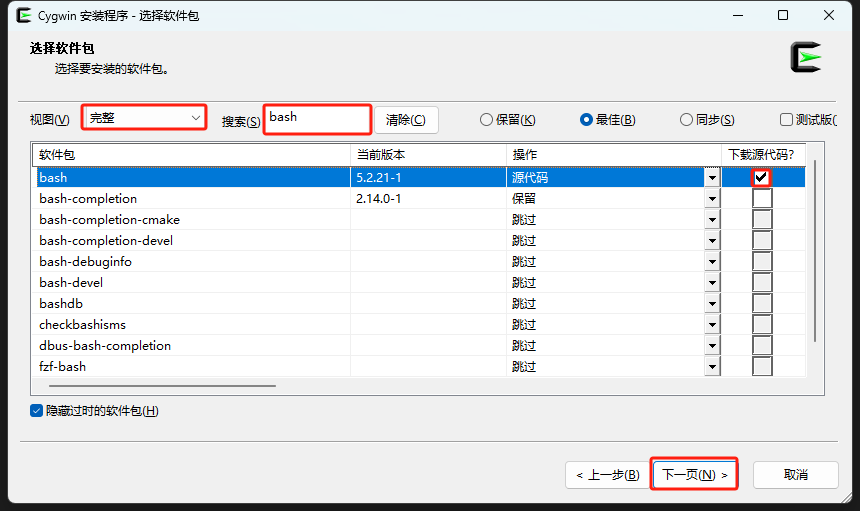 Cygwin 安装程序 - 选择软件包
选择软件包
选择要安装的软件包。
视图(V) 完整 搜索(S) bash 清除(C) 保留(K) 最佳(B) 同步(S) 测试版(
软件包 当前版本 操作 下载源代码?
bash 5.2.21-1 源代码
bash-completion 2.14.0-1 保留
bash-completion-cmake 跳过
bash-completion-devel 跳过
bash-debuginfo 跳过
bash-devel 跳过
bashdb 跳过
checkbashisms 跳过
dbus-bash-completion 跳过
fzf-bash 跳过
隐藏过时的软件包(H)
< 上一步(B) 下一页(N) > 取消